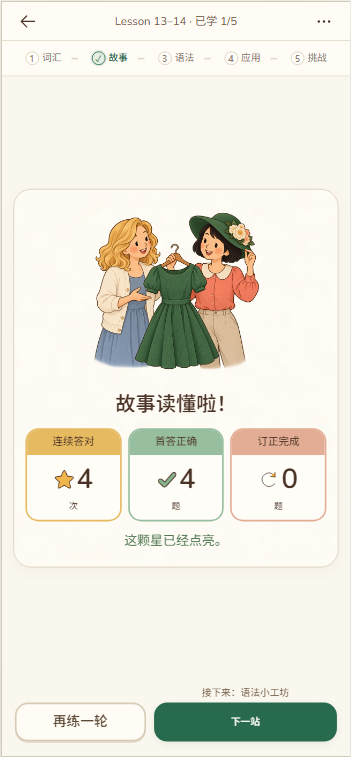 Lesson 13–14 · 已学 1/5
1 词汇 – 故事 – 3 语法 – 4 应用 – 5 挑战
故事读懂啦！
连续答对 首答正确 订正完成
4 4 0
次 题 题
这颗星已经点亮。
接下来：语法小工坊
再练一轮 下一站